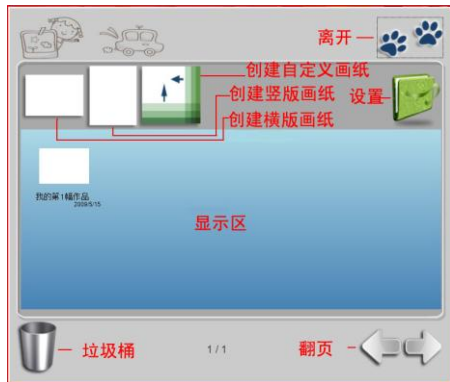 离开
创建自定义画纸
创建竖版画纸
设置
创建横版画纸
我的第1幅作品
2009/5/15
显示区
垃圾桶
1/1
翻页